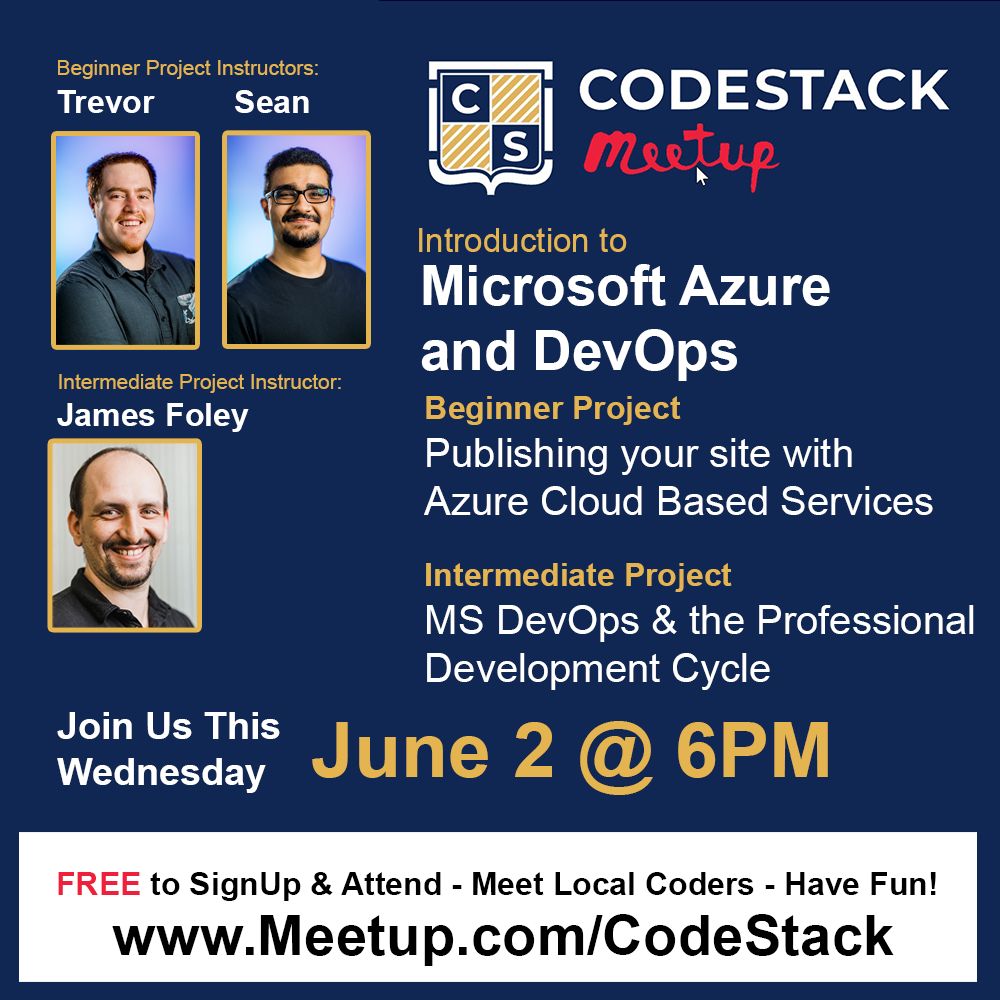 Beginner Project Instructors:
Trevor Sean
Intermediate Project Instructor:
James Foley
C
S
CODESTACK
Meetup
Introduction to
Microsoft Azure
and DevOps
Beginner Project
Publishing your site with
Azure Cloud Based Services
Intermediate Project
MS DevOps & the Professional
Development Cycle
Join Us This
Wednesday
June 2 @ 6PM
FREE to SignUp & Attend - Meet Local Coders - Have Fun!
www.Meetup.com/CodeStack